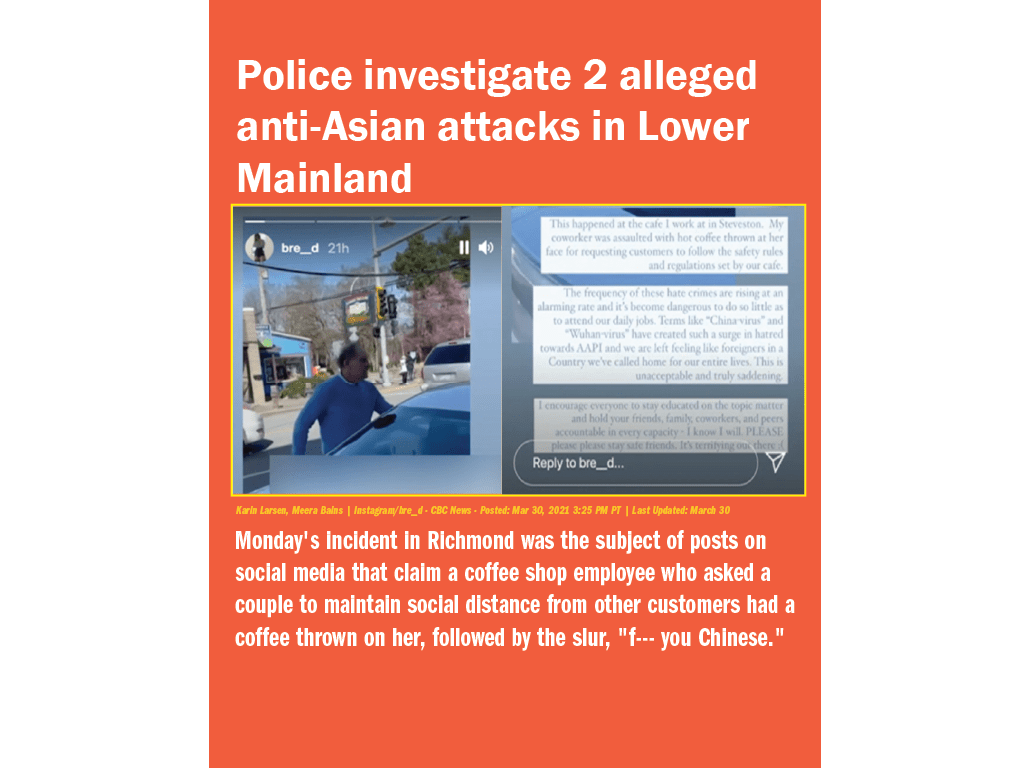 Police investigate 2 alleged
anti-Asian attacks in Lower
Mainland
bre__d 21h
This happened at the cafe I work at in Steveston. My
coworker was assaulted with hot coffee thrown at her
face for requesting customers to follow the safety rules
and regulations set by our cafe.
The frequency of these hate crimes are rising at an
alarming rate and it's become dangerous to do so little as
to attend our daily jobs. Terms like "China-virus" and
"Wuhan-virus" have created such a surge in hatred
towards AAPI and we are left feeling like foreigners in a
Country we've called home for our entire lives. This is
unacceptable and truly saddening.
I encourage everyone to stay educated on the topic matter
and hold your friends, family, coworkers, and peers
accountable in every capacity - I know I will. PLEASE
please please stay safe friends. It's terrifying out there
Reply to bre__d...
Karin Larsen, Meera Bains | Instagram/bre_d - CBC News - Posted: Mar 30, 2021 3:25 PM PT | Last Updated: March 30
Monday's incident in Richmond was the subject of posts on
social media that claim a coffee shop employee who asked a
couple to maintain social distance from other customers had a
coffee thrown on her, followed by the slur, "f--- you Chinese."